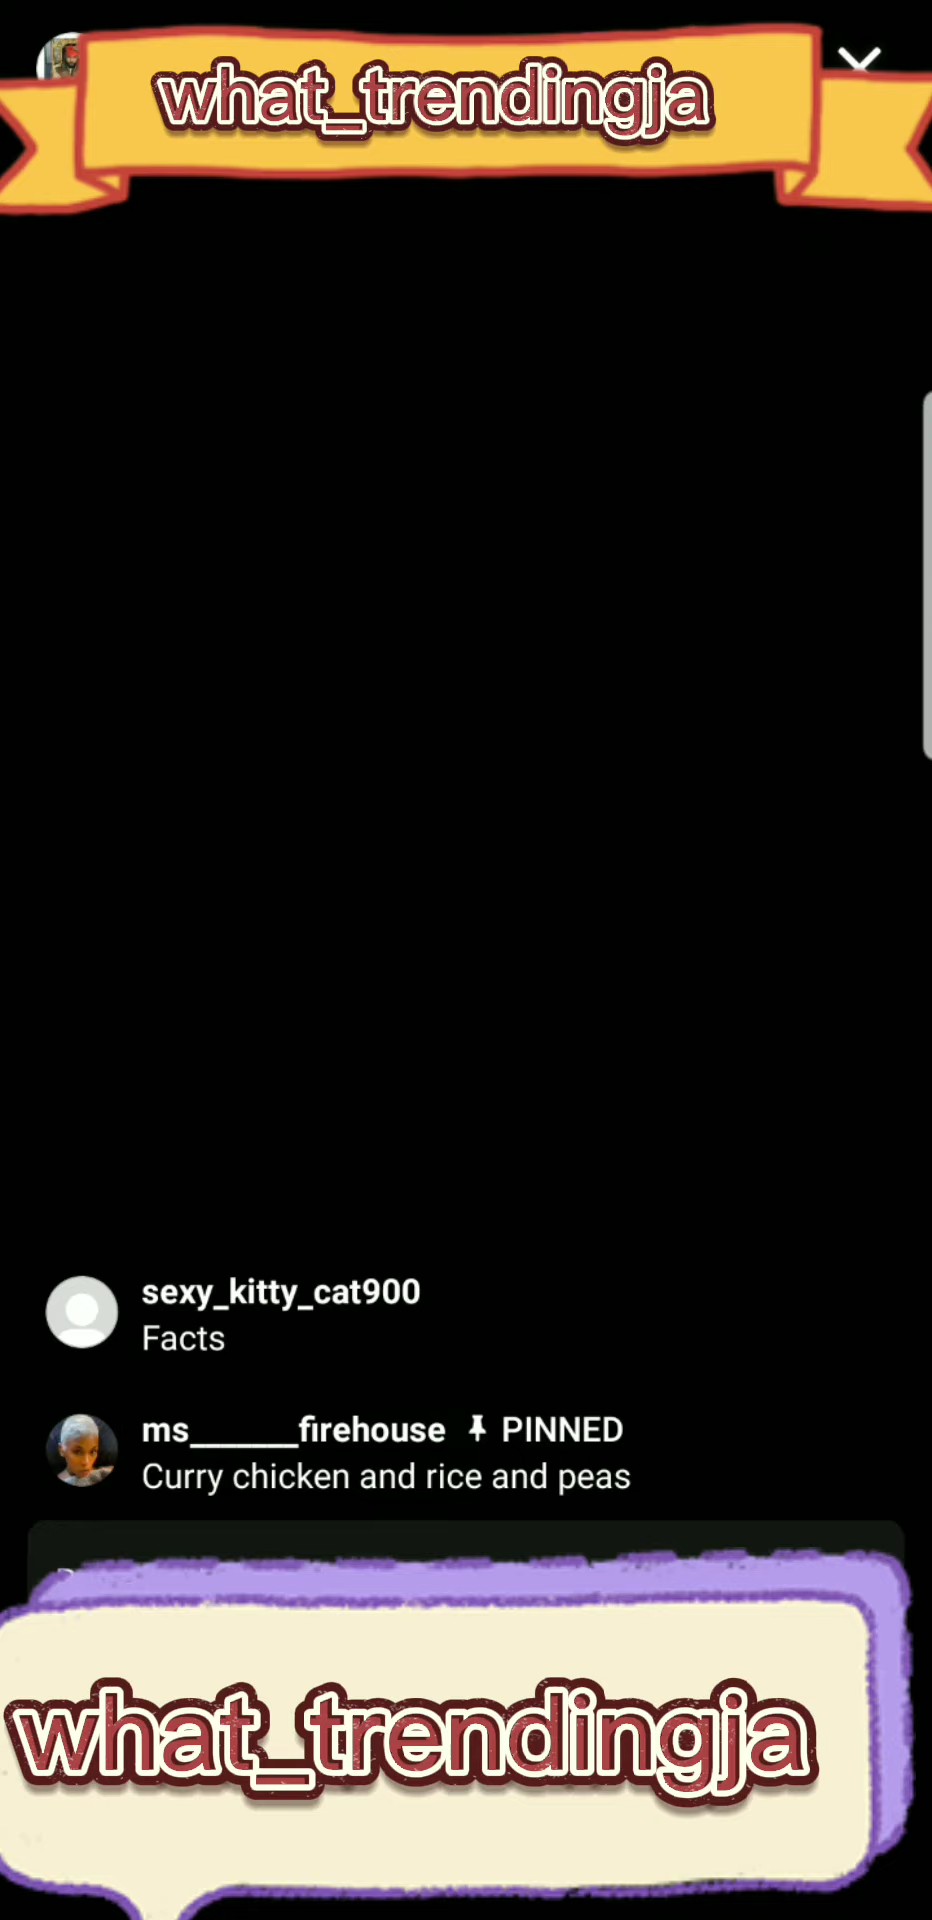 what_trendingja
sexy_kitty_cat900
Facts
ms______firehouse PINNED
Curry chicken and rice and peas
what_trendingja